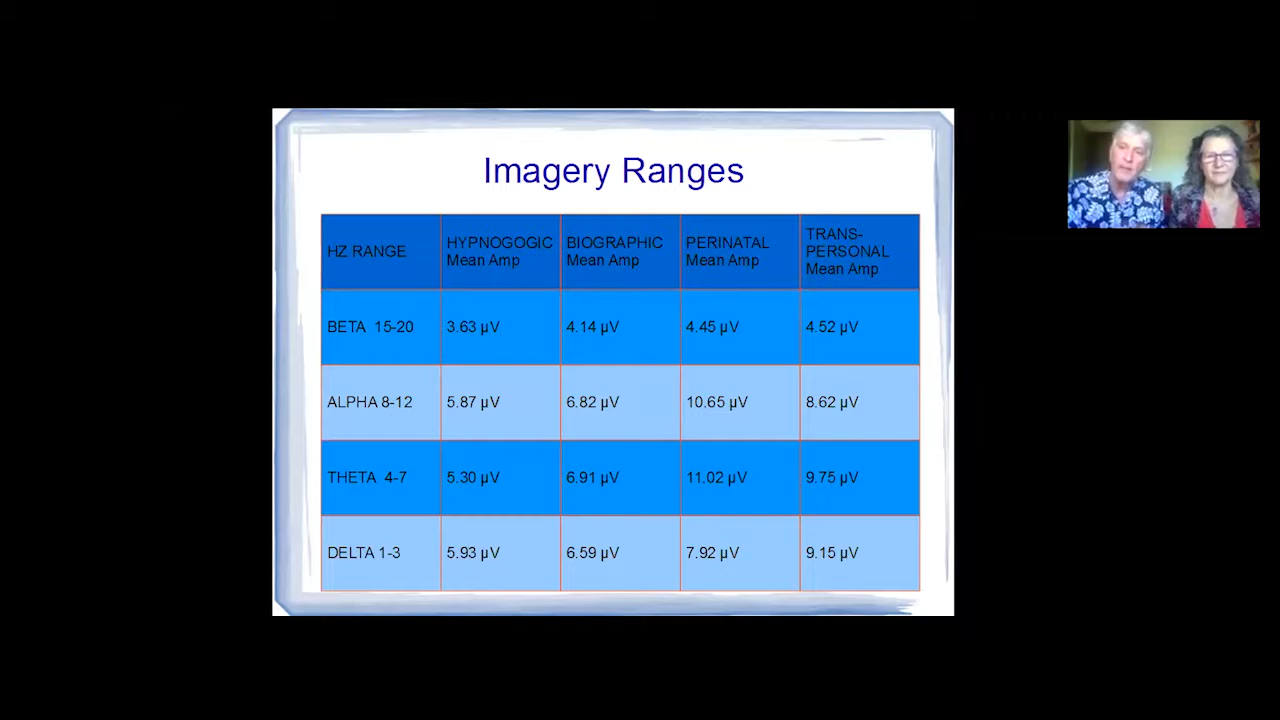 Imagery Ranges
HZ RANGE
HYPNOGOGIC
Mean Amp
BIOGRAPHIC
Mean Amp
PERINATAL
Mean Amp
TRANS-
PERSONAL
Mean Amp
BETA 15-20
3.63 µV
4.14 µV
4.45 µV
4.52 µV
ALPHA 8-12
5.87 µV
6.82 µV
10.65 µV
8.62 µV
THETA 4-7
5.30 µV
6.91 µV
11.02 µV
9.75 µV
DELTA 1-3
5.93 µV
6.59 µV
7.92 µV
9.15 µV